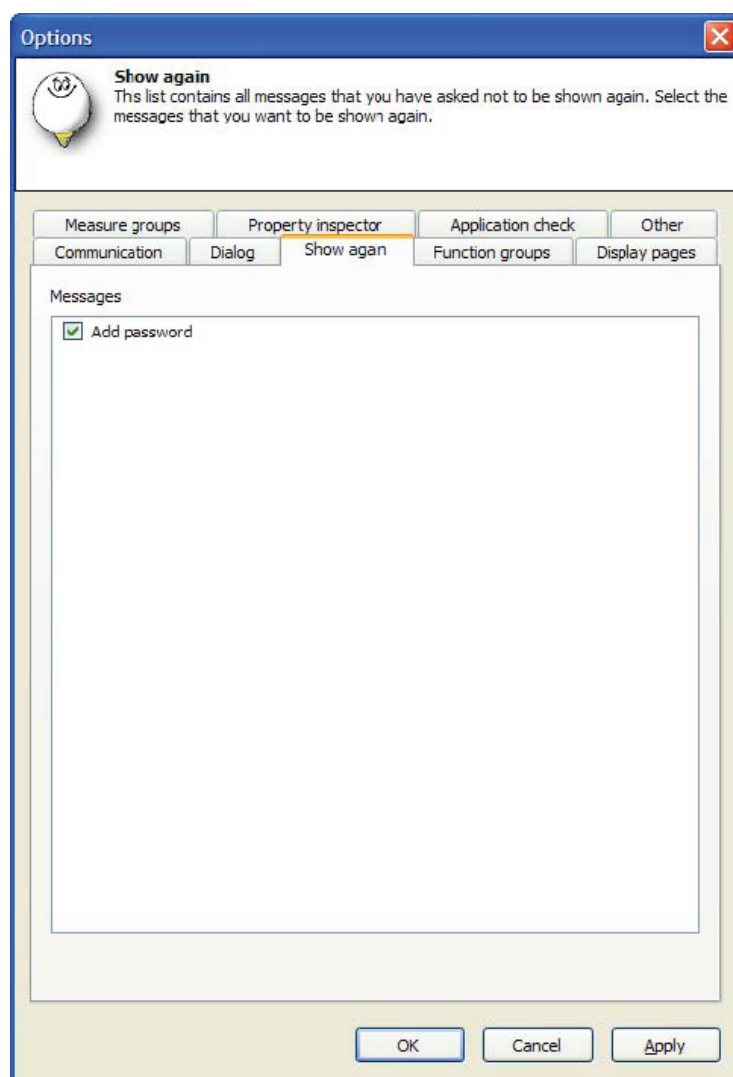 Options
Show again
Ths list contains all messages that you have asked not to be shown again. Select the
messages that you want to be shown again.
Measure groups Property inspector Application check Other
Communication Dialog Show agan Function groups Display pages
Messages
Add password
OK Cancel Apply